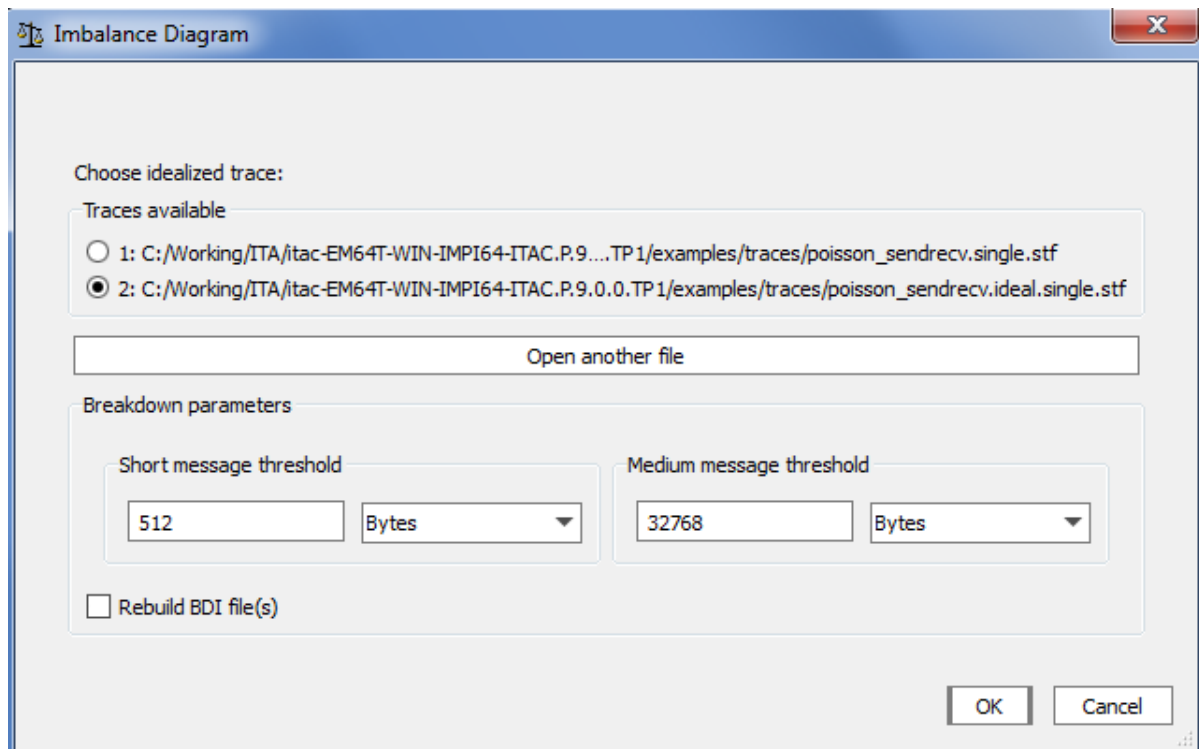 Imbalance Diagram
Choose idealized trace:
Traces available
1: C:/Working/ITA/itac-EM64T-WIN-IMPI64-ITAC.P.9....TP1/examples/traces/poisson_sendrecv.single.stf
2: C:/Working/ITA/itac-EM64T-WIN-IMPI64-ITAC.P.9.0.0.TP1/examples/traces/poisson_sendrecv.ideal.single.stf
Open another file
Breakdown parameters
Short message threshold Medium message threshold
512 Bytes 32768 Bytes
Rebuild BDI file(s)
OK Cancel